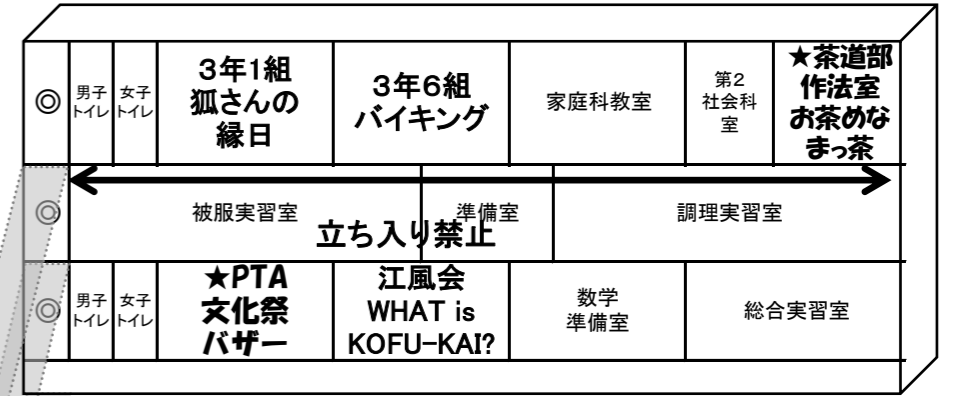 ◎
男子
トイレ
女子
トイレ
3年1組
狐さんの
縁日
3年6組
バイキング
家庭科教室
第2
社会科
室
★茶道部
作法室
お茶めな
まっ茶
◎
被服実習室
準備室
調理実習室
立ち入り禁止
◎
男子
トイレ
女子
トイレ
★PTA
文化祭
バザー
江風会
WHAT is
KOFU-KAI?
数学
準備室
総合実習室